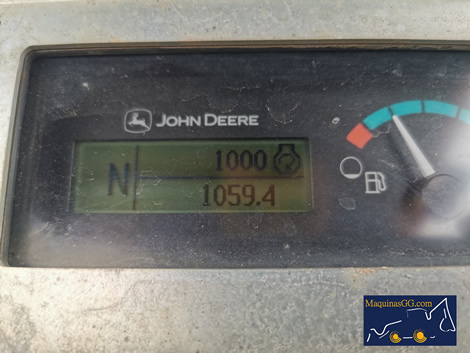 JOHN DEERE
N
1000
1059.4
MaquinasGG.com